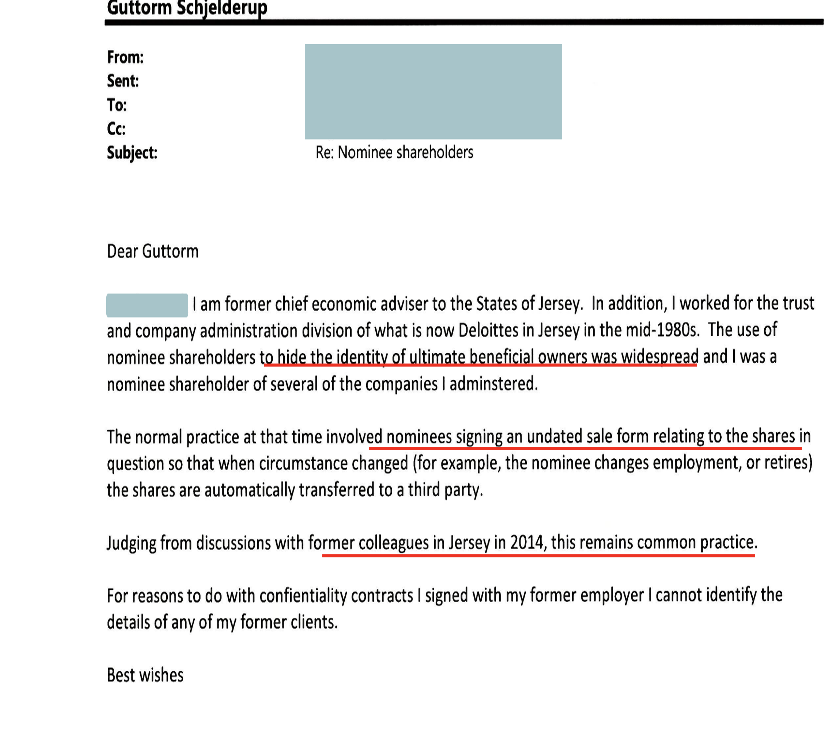 Guttorm Schjelderup
From:
Sent:
To:
Cc:
Subject: Re: Nominee shareholders
Dear Guttorm
I am former chief economic adviser to the States of Jersey. In addition, I worked for the trust
and company administration division of what is now Deloittes in Jersey in the mid-1980s. The use of
nominee shareholders to hide the identity of ultimate beneficial owners was widespread and I was a
nominee shareholder of several of the companies I adminstered.
The normal practice at that time involved nominees signing an undated sale form relating to the shares in
question so that when circumstance changed (for example, the nominee changes employment, or retires)
the shares are automatically transferred to a third party.
Judging from discussions with former colleagues in Jersey in 2014, this remains common practice.
For reasons to do with confientiality contracts I signed with my former employer I cannot identify the
details of any of my former clients.
Best wishes